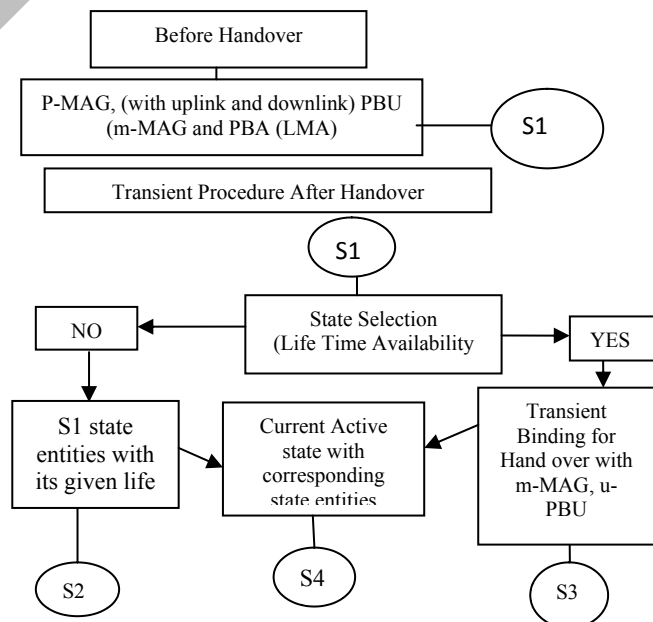 Before Handover
P-MAG, (with uplink and downlink) PBU
(m-MAG and PBA (LMA)
S1
Transient Procedure After Handover
S1
NO
State Selection
(Life Time Availability
YES
S1 state
entities with
its given life
Current Active
state with
corresponding
state entities
Transient
Binding for
Hand over with
m-MAG, u-
PBU
S2
S4
S3